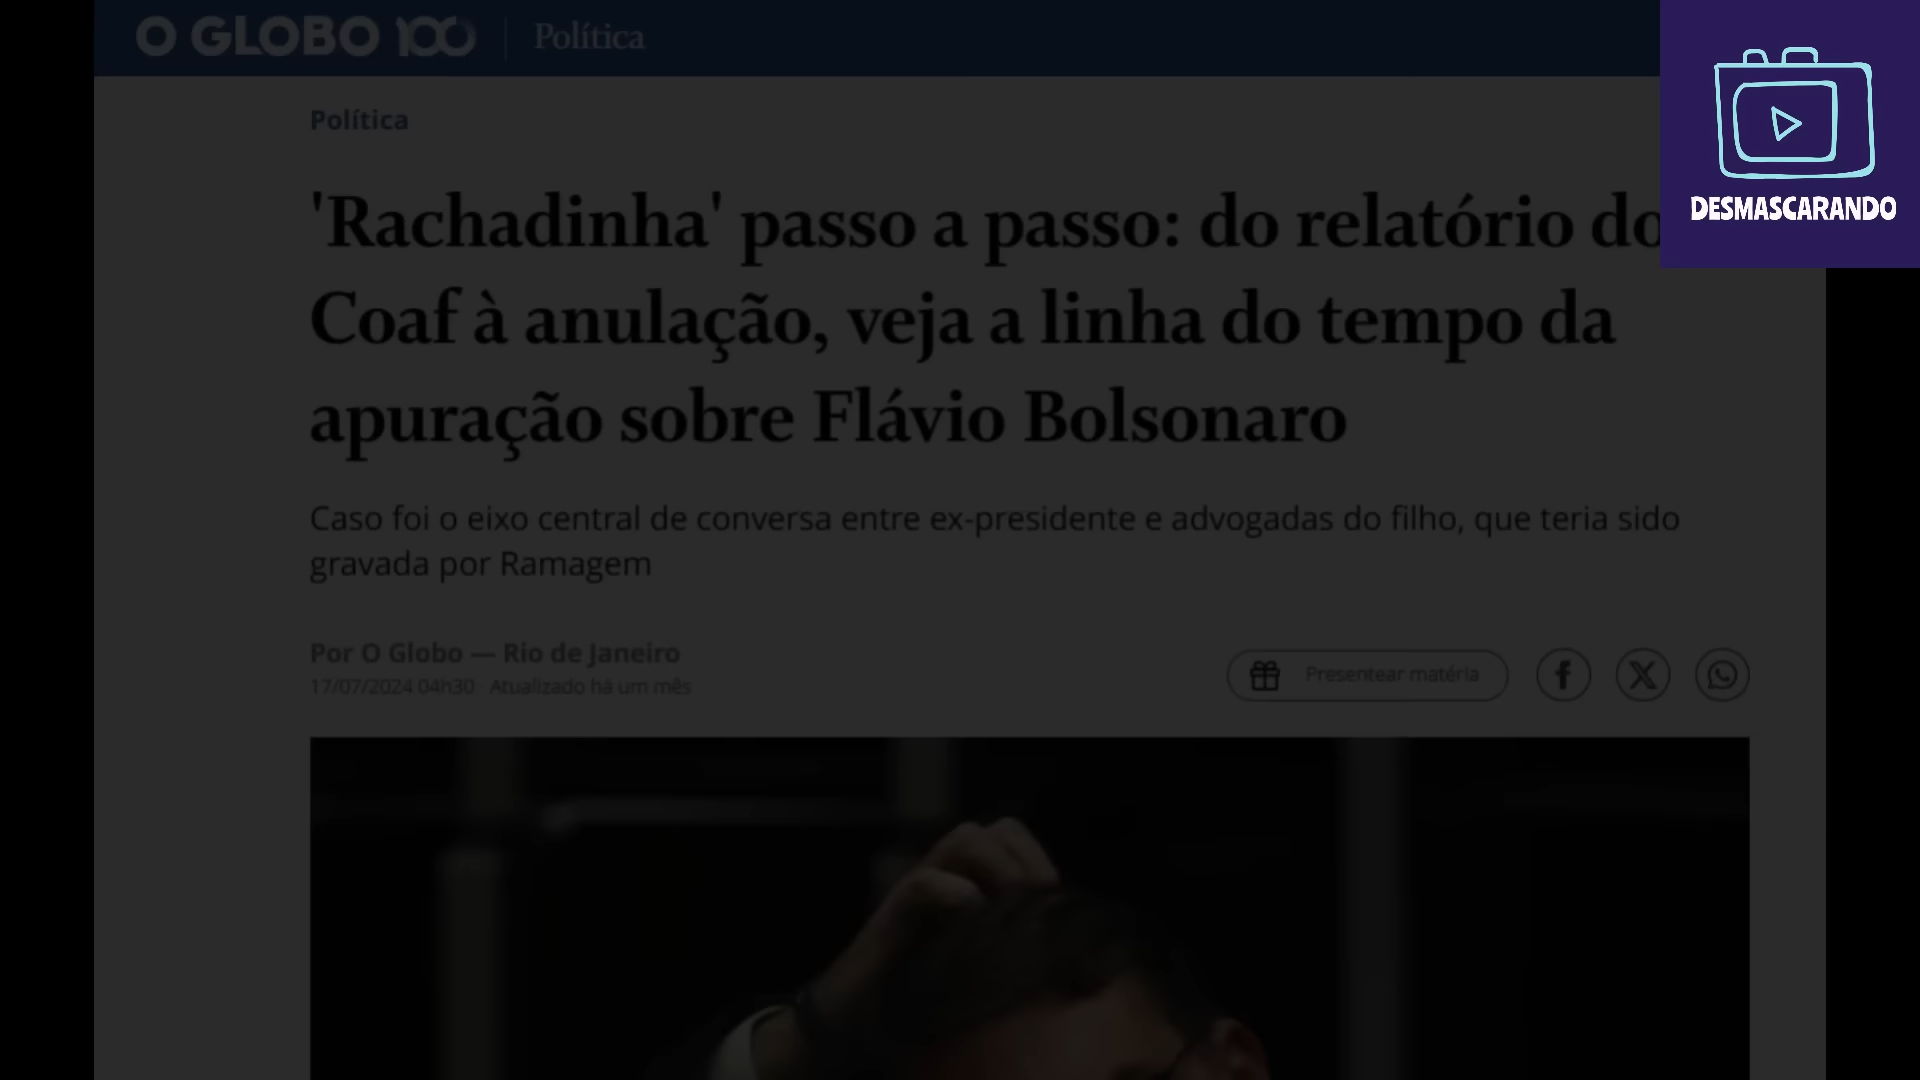 O GLOBO 100 Política
DESMASCARANDO
Política
'Rachadinha' passo a passo: do relatório do
Coaf à anulação, veja a linha do tempo da
apuração sobre Flávio Bolsonaro
Caso foi o eixo central de conversa entre ex-presidente e advogadas do filho, que teria sido
gravada por Ramagem
Por O Globo — Rio de Janeiro
17/07/2024 04h30 · Atualizado há um mês
Presentear matéria